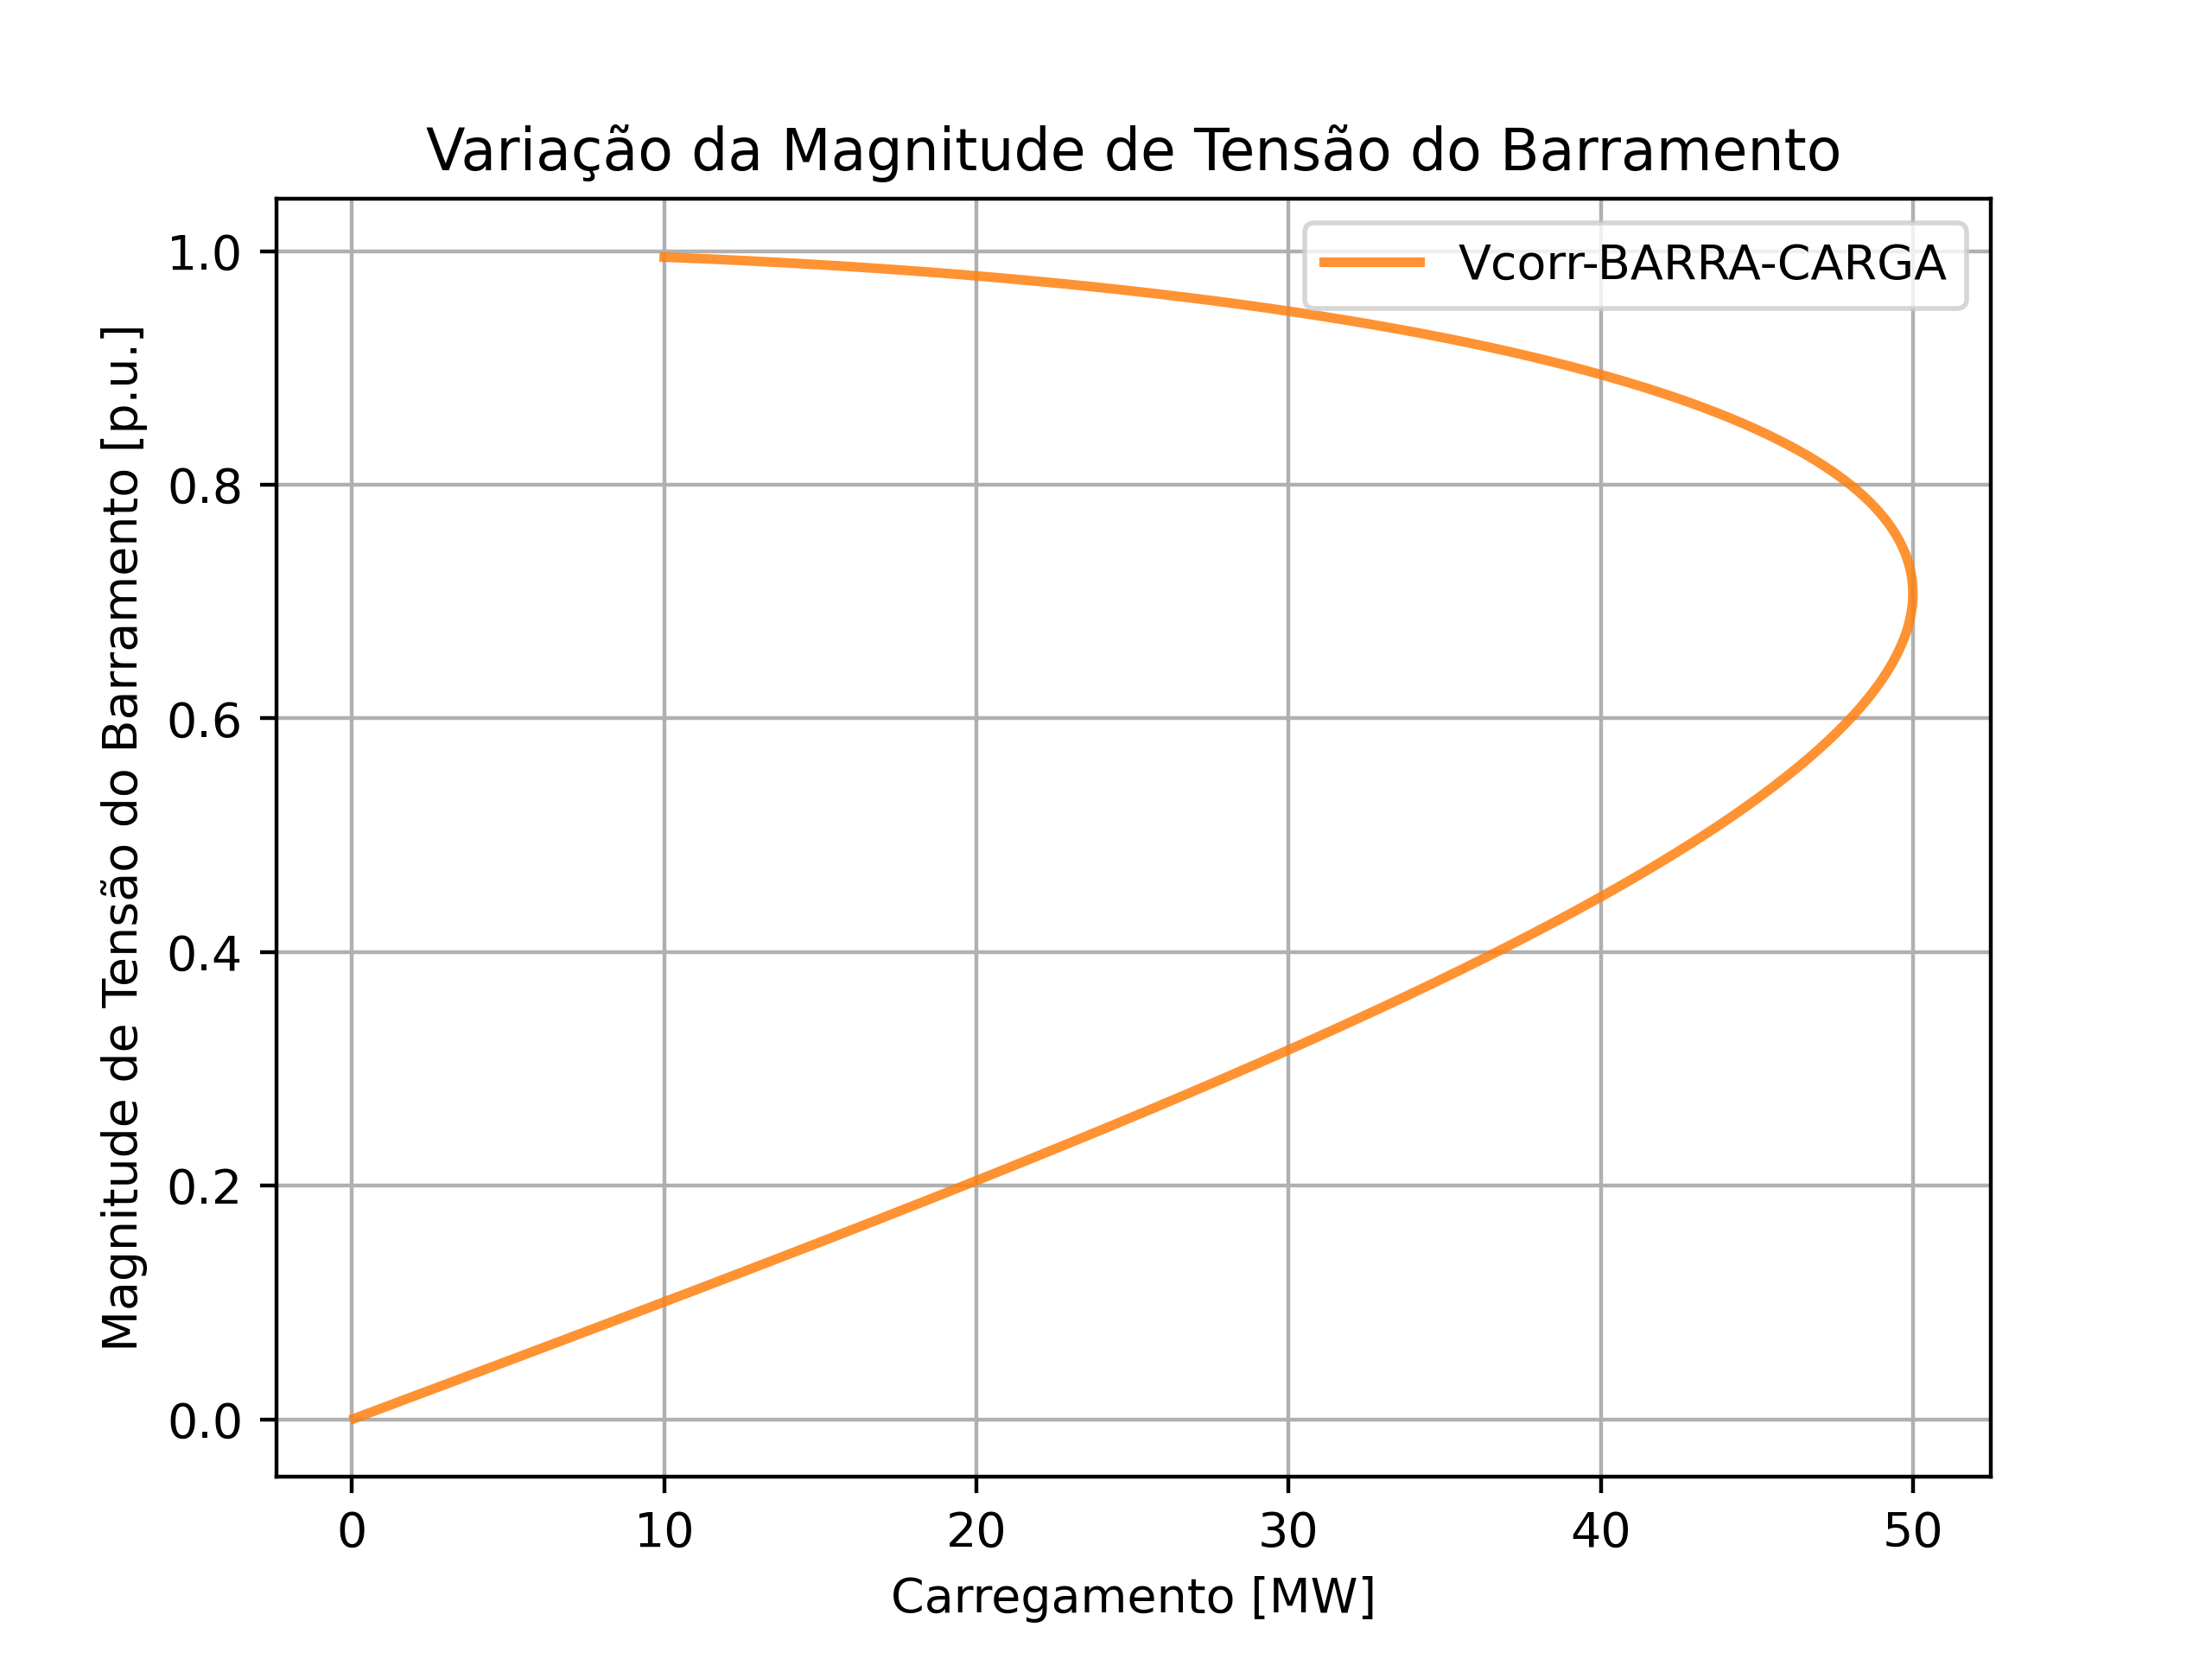 Variação da Magnitude de Tensão do Barramento
Vcorr-BARRA-CARGA
Magnitude de Tensão do Barramento [p.u.]
1.0
0.8
0.6
0.4
0.2
0.0
0 10 20 30 40 50
Carregamento [MW]